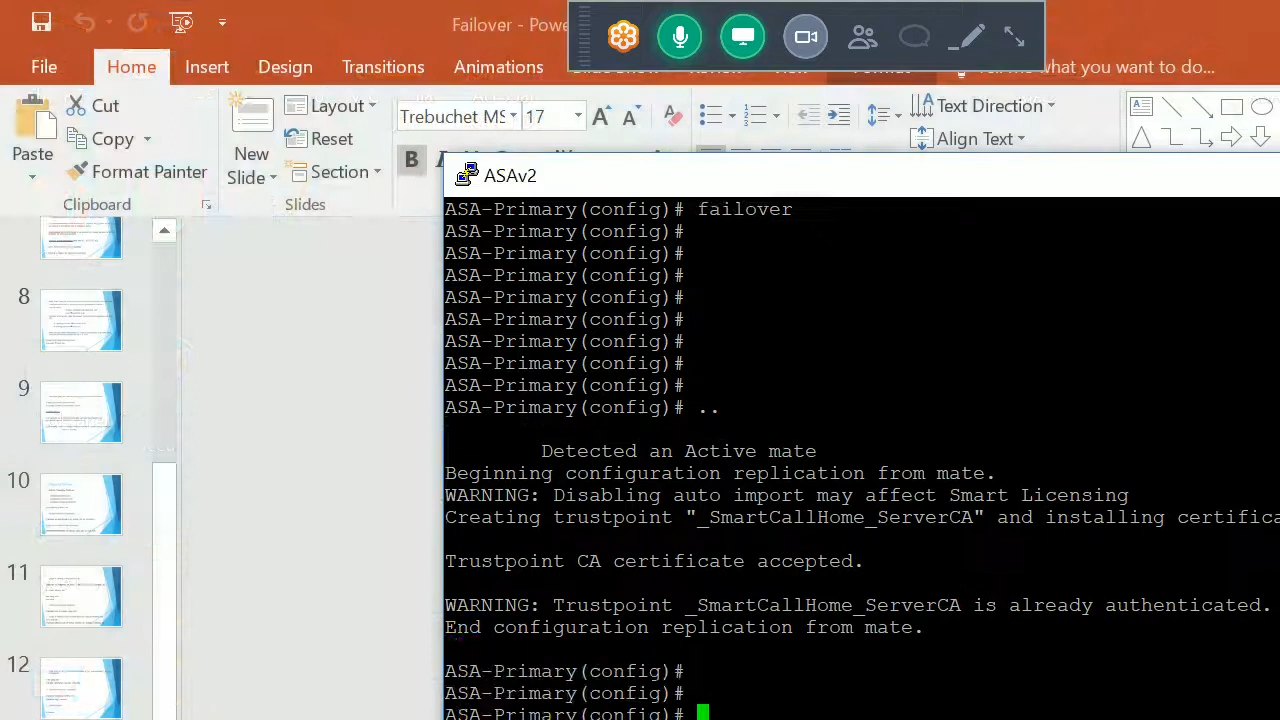 Failover - Powe
File
Home
Insert
Design
Transitions
Animations
Tell me what you want to do...
Cut
Copy
Format Painter
Paste
New
Slide
Layout
Reset
Section
Trebuchet MS
17
Text Direction
Align Text
Clipboard
Slides
B
8
9
10
11
12
ASAv2
ASA-Primary(config)# failover
ASA-Primary(config)#
ASA-Primary(config)#
ASA-Primary(config)#
ASA-Primary(config)#
ASA-Primary(config)#
ASA-Primary(config)#
ASA-Primary(config)#
ASA-Primary(config)#
ASA-Primary(config)# ..
Detected an Active mate
Beginning configuration replication from mate.
WARNING: Disabling auto import may affect Smart Licensing
Creating trustpoint "_SmartCallHome_ServerCA" and installing certifica
Trustpoint CA certificate accepted.
WARNING: Trustpoint _SmartCallHome_ServerCA is already authenticated.
End configuration replication from mate.
ASA-Primary(config)#
ASA-Primary(config)#
ASA-Primary(config)#